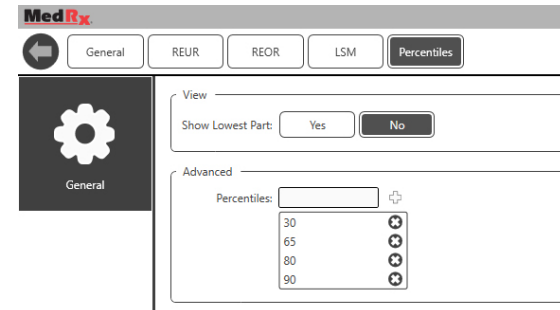 MedRx
General REUR REOR LSM Percentiles
View
Show Lowest Part: Yes No
General
Advanced
Percentiles:
30
65
80
90